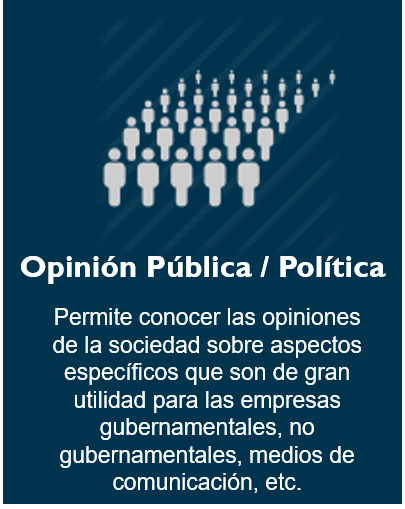 Opinión Pública / Política
Permite conocer las opiniones
de la sociedad sobre aspectos
específicos que son de gran
utilidad para las empresas
gubernamentales, no
gubernamentales, medios de
comunicación, etc.